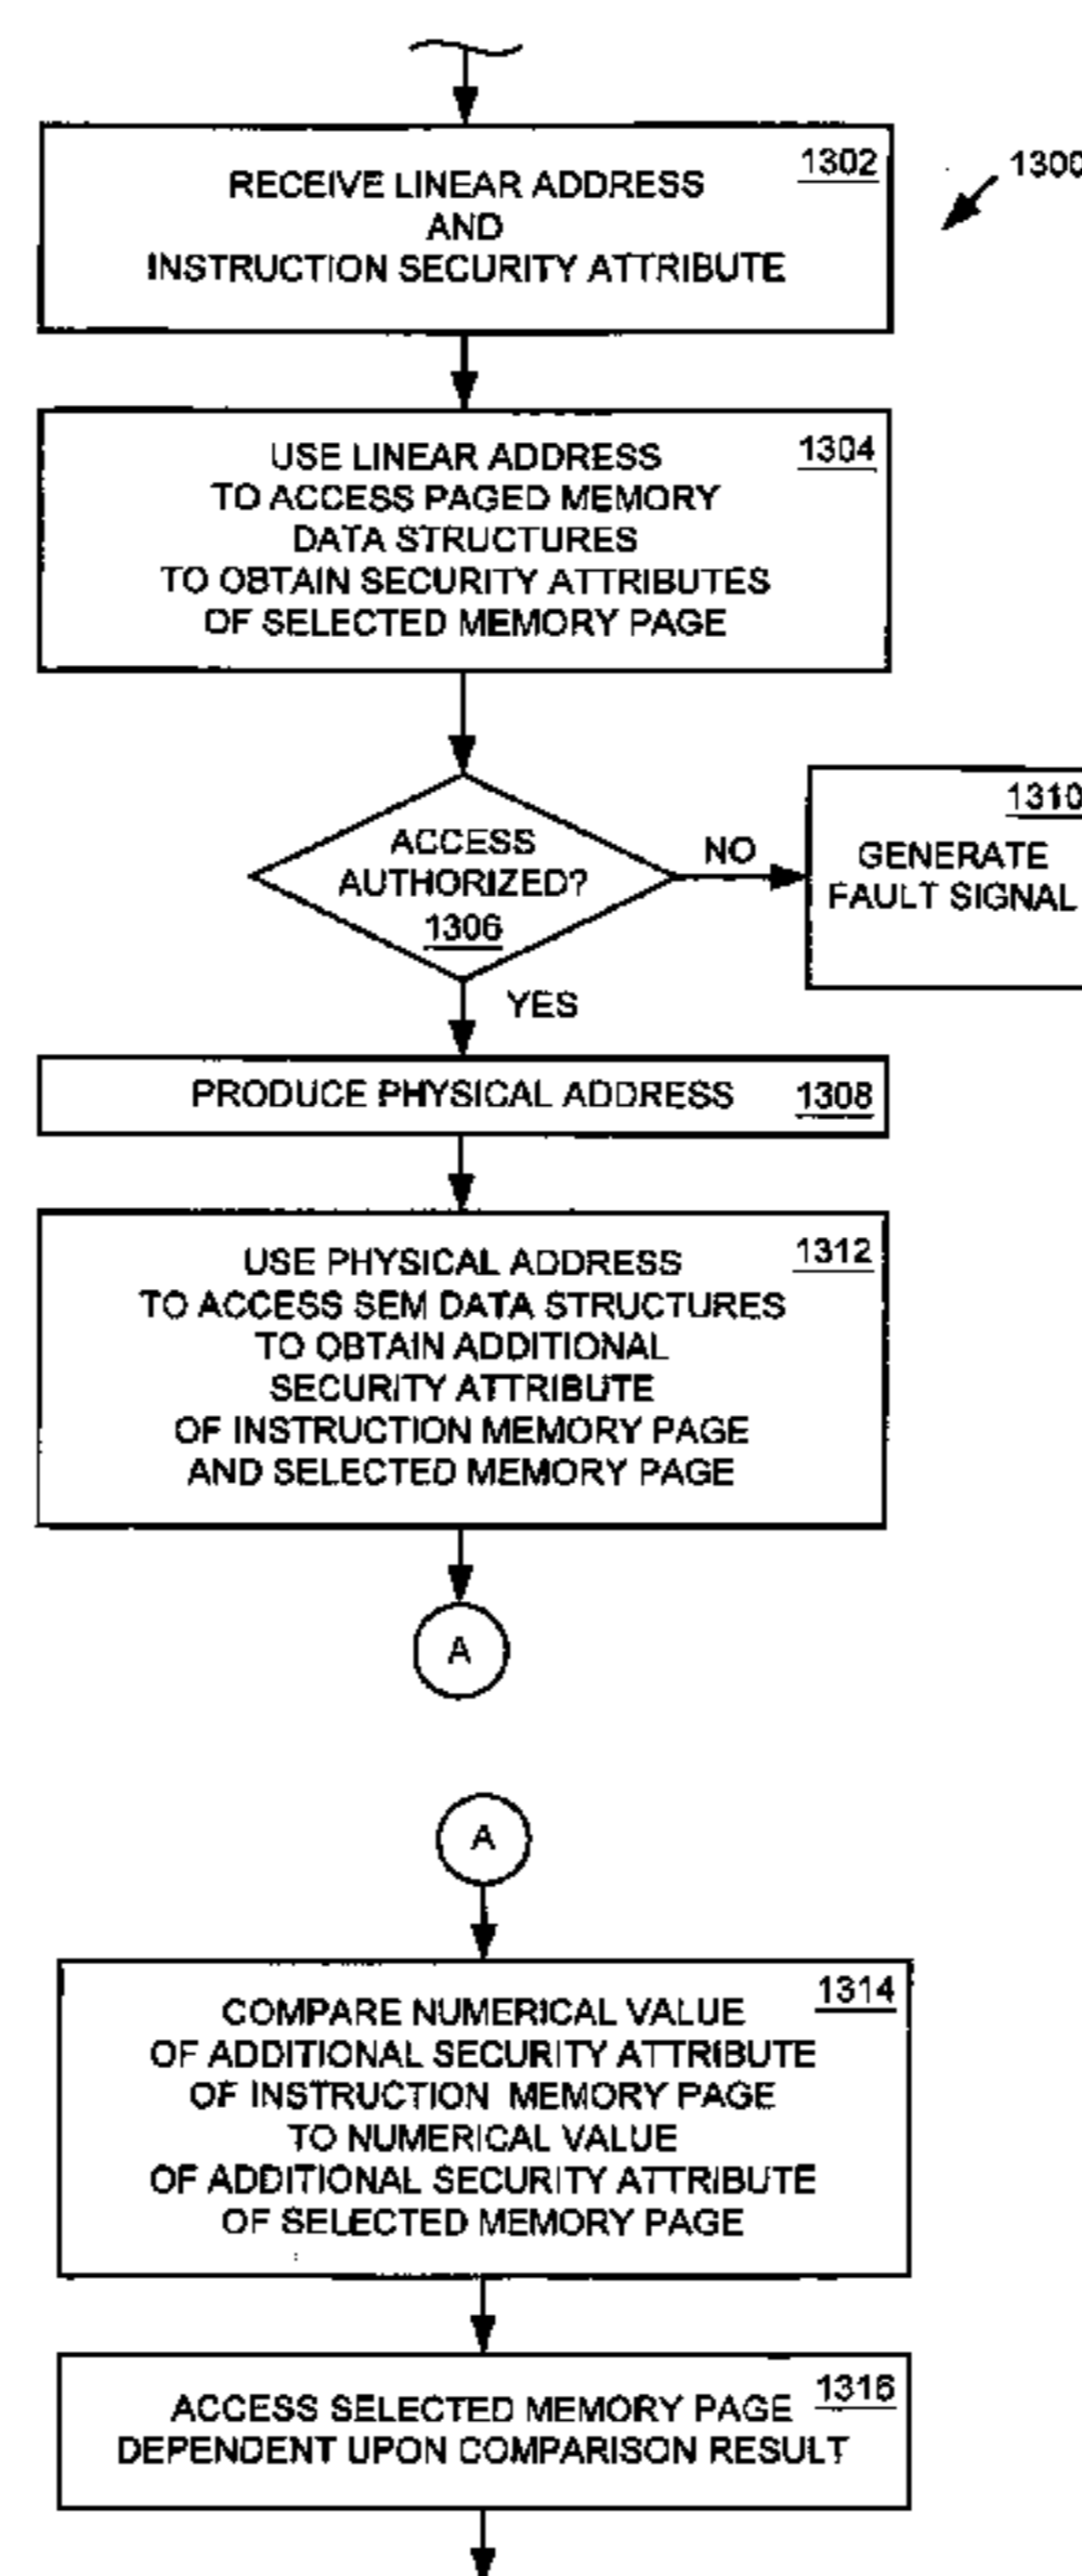 1300
1302
RECEIVE LINEAR ADDRESS
AND
INSTRUCTION SECURITY ATTRIBUTE
1304
USE LINEAR ADDRESS
TO ACCESS PAGED MEMORY
DATA STRUCTURES
TO OBTAIN SECURITY ATTRIBUTES
OF SELECTED MEMORY PAGE
ACCESS
AUTHORIZED?
1306
NO
1310
GENERATE
FAULT SIGNAL
YES
PRODUCE PHYSICAL ADDRESS 1308
1312
USE PHYSICAL ADDRESS
TO ACCESS SEM DATA STRUCTURES
TO OBTAIN ADDITIONAL
SECURITY ATTRIBUTE
OF INSTRUCTION MEMORY PAGE
AND SELECTED MEMORY PAGE
A
A
1314
COMPARE NUMERICAL VALUE
OF ADDITIONAL SECURITY ATTRIBUTE
OF INSTRUCTION MEMORY PAGE
TO NUMERICAL VALUE
OF ADDITIONAL SECURITY ATTRIBUTE
OF SELECTED MEMORY PAGE
1316
ACCESS SELECTED MEMORY PAGE
DEPENDENT UPON COMPARISON RESULT